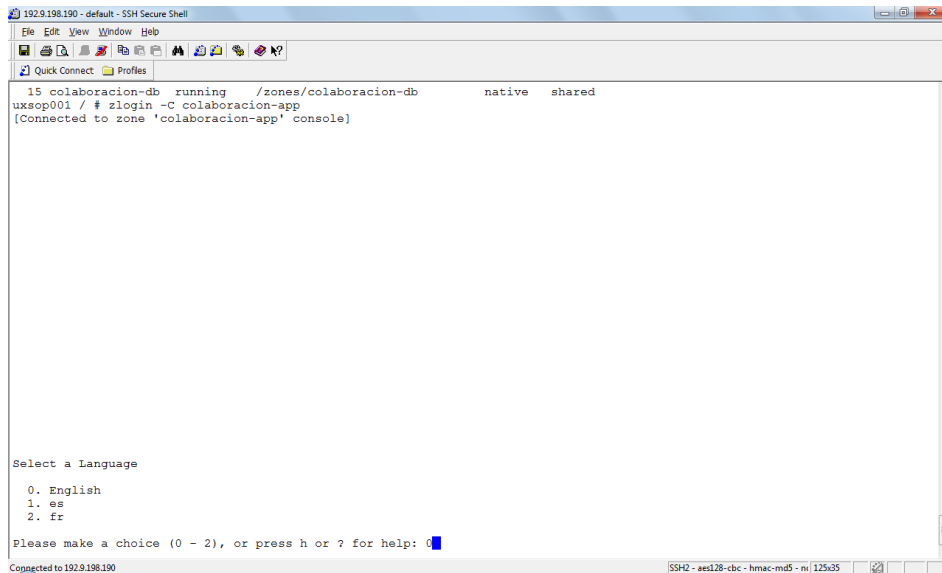 192.9.198.190 - default - SSH Secure Shell
File Edit View Window Help
Quick Connect Profiles
15 colaboracion-db running /zones/colaboracion-db native shared
uxsop001 / # zlogin -C colaboracion-app
[Connected to zone 'colaboracion-app' console]
Select a Language
0. English
1. es
2. fr
Please make a choice (0 - 2), or press h or ? for help: 0
Connected to 192.9.198.190 SSH2 - aes128-cbc - hmac-md5 - 125x35